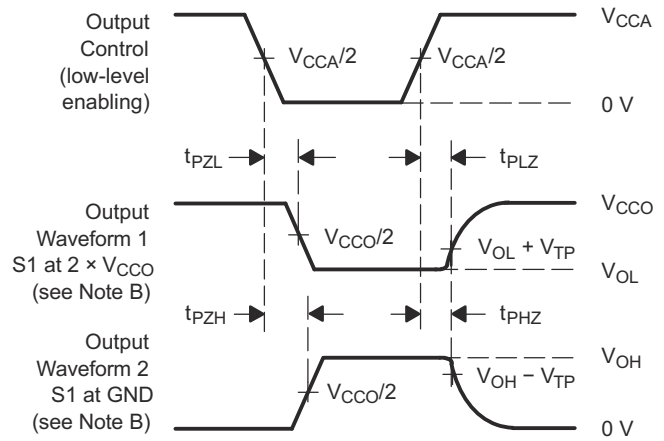 Output
Control
(low-level
enabling)
VCCA/2
VCCA/2
VCCA
0 V
tPZL
tPLZ
Output
Waveform 1
S1 at 2 × VCCO
(see Note B)
VCCO/2
VCCO
VOL + VTP
VOL
tPZH
tPHZ
Output
Waveform 2
S1 at GND
(see Note B)
VCCO/2
VOH
VOH − VTP
0 V